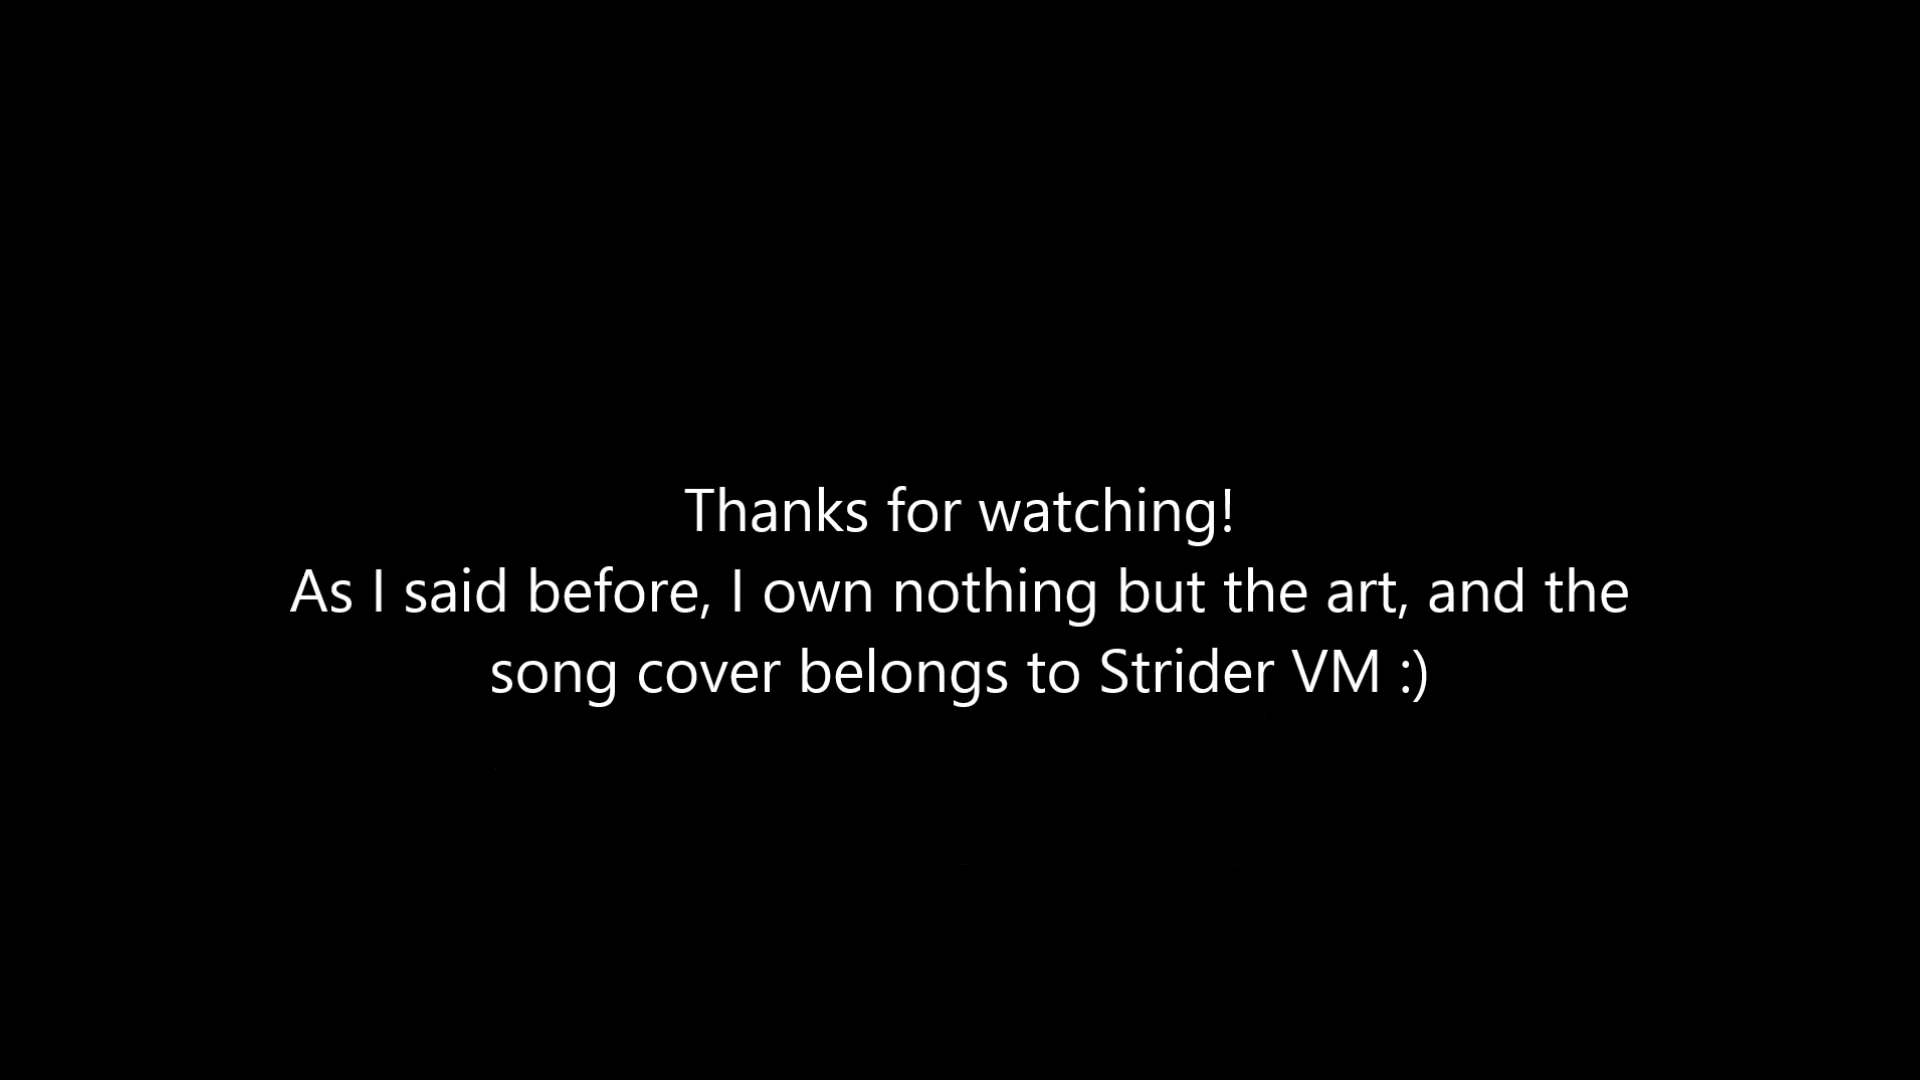 Thanks for watching!
As I said before, I own nothing but the art, and the
song cover belongs to Strider VM :)